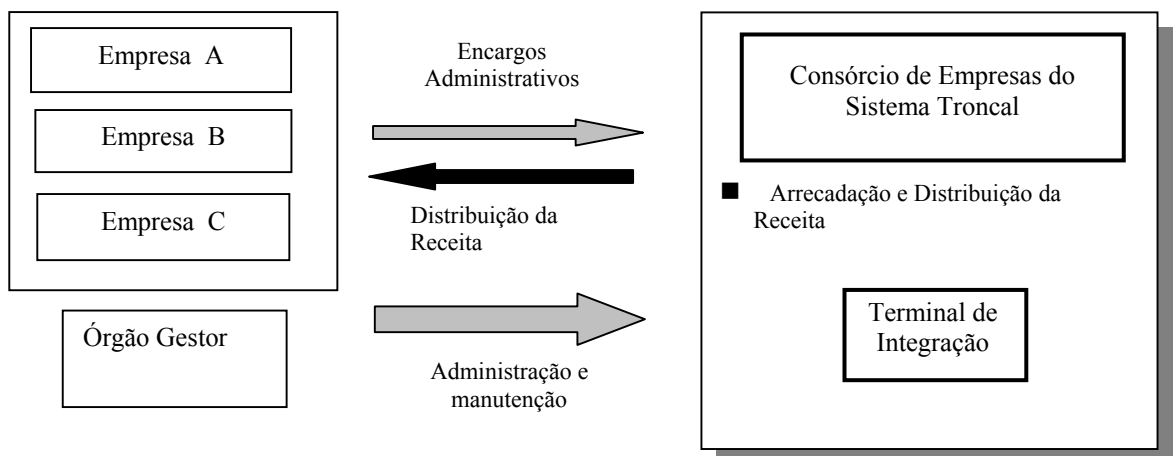 Empresa A
Empresa B
Empresa C
Órgão Gestor
Encargos
Administrativos
Distribuição da
Receita
Administração e
manutenção
Consórcio de Empresas do
Sistema Troncal
■ Arrecadação e Distribuição da
Receita
Terminal de
Integração